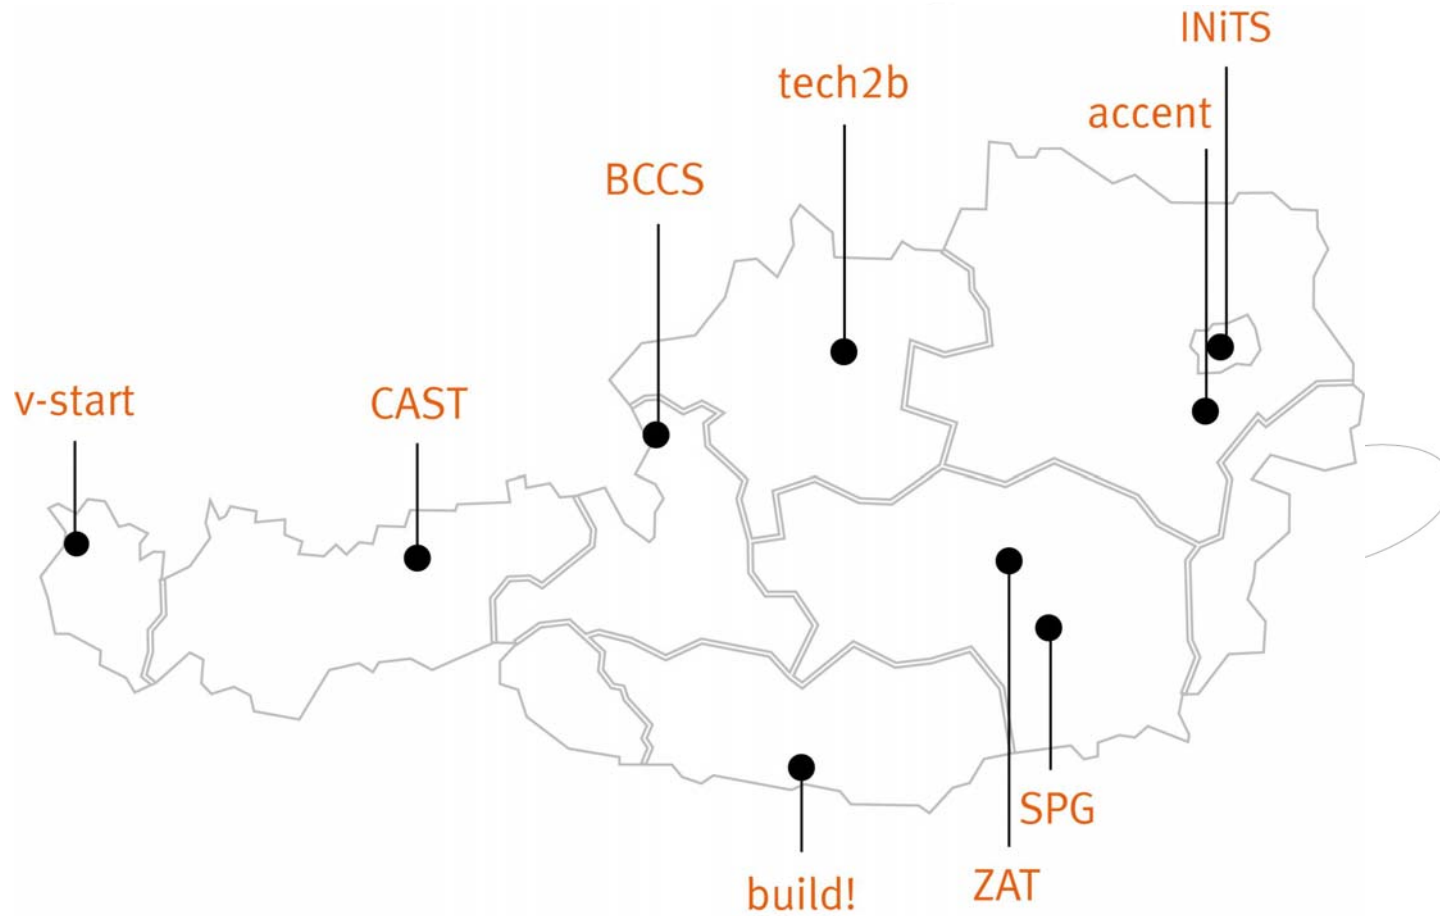 INiTS
tech2b
accent
BCCS
v-start
CAST
SPG
ZAT
build!